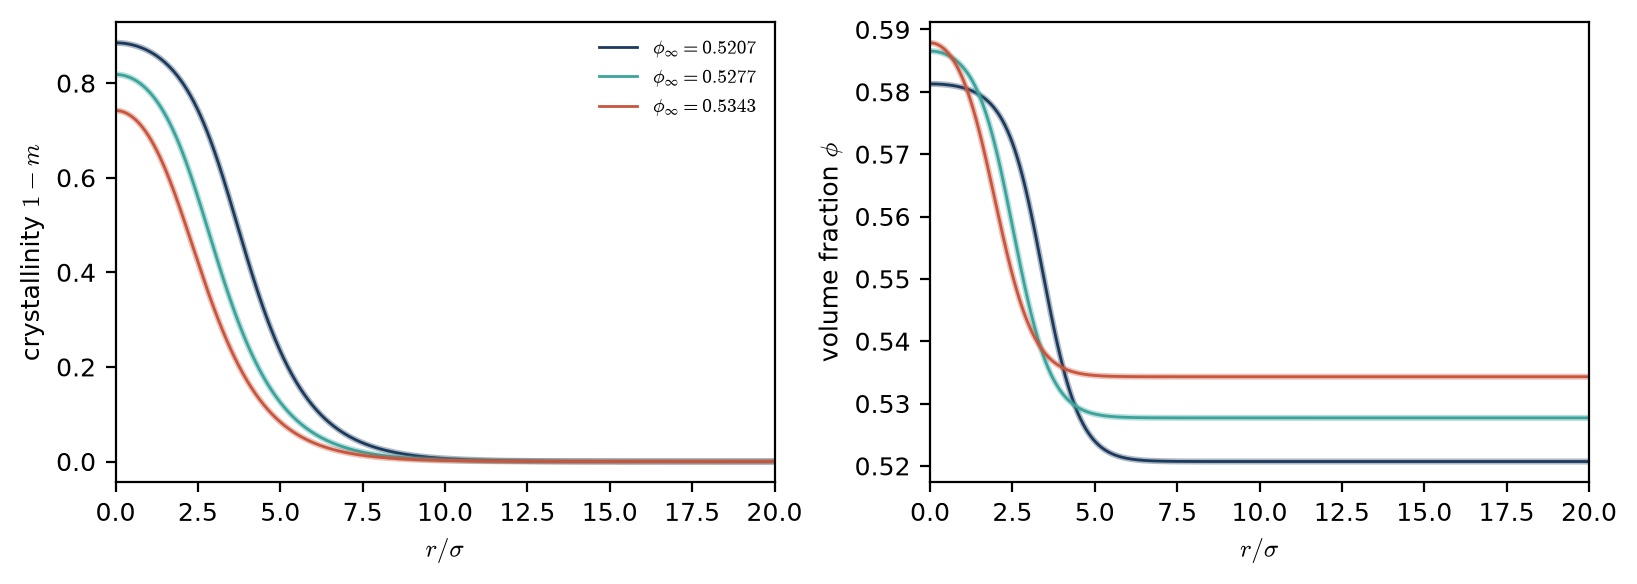 crystallinity 1 − m
0.8
0.6
0.4
0.2
0.0
ϕ∞ = 0.5207
ϕ∞ = 0.5277
ϕ∞ = 0.5343
0.0 2.5 5.0 7.5 10.0 12.5 15.0 17.5 20.0
r/σ
volume fraction ϕ
0.59
0.58
0.57
0.56
0.55
0.54
0.53
0.52
0.0 2.5 5.0 7.5 10.0 12.5 15.0 17.5 20.0
r/σ